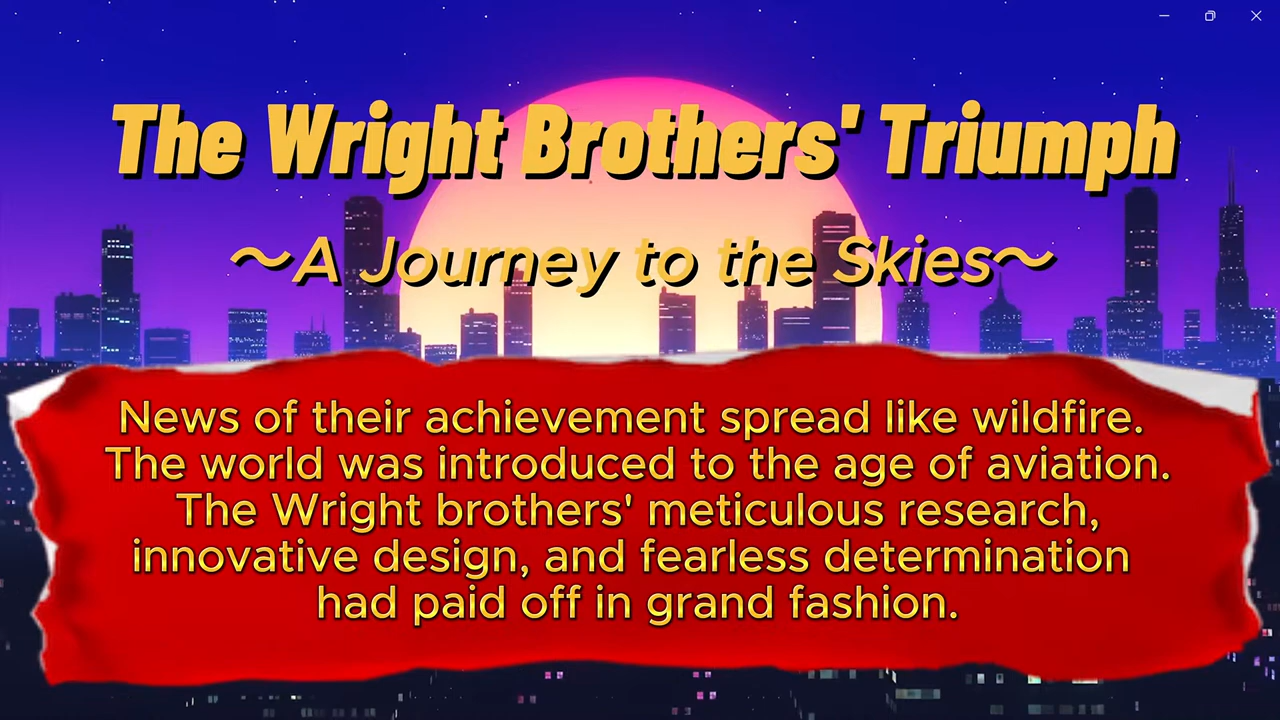 The Wright Brothers' Triumph
～A Journey to the Skies～
News of their achievement spread like wildfire.
The world was introduced to the age of aviation.
The Wright brothers' meticulous research,
innovative design, and fearless determination
had paid off in grand fashion.